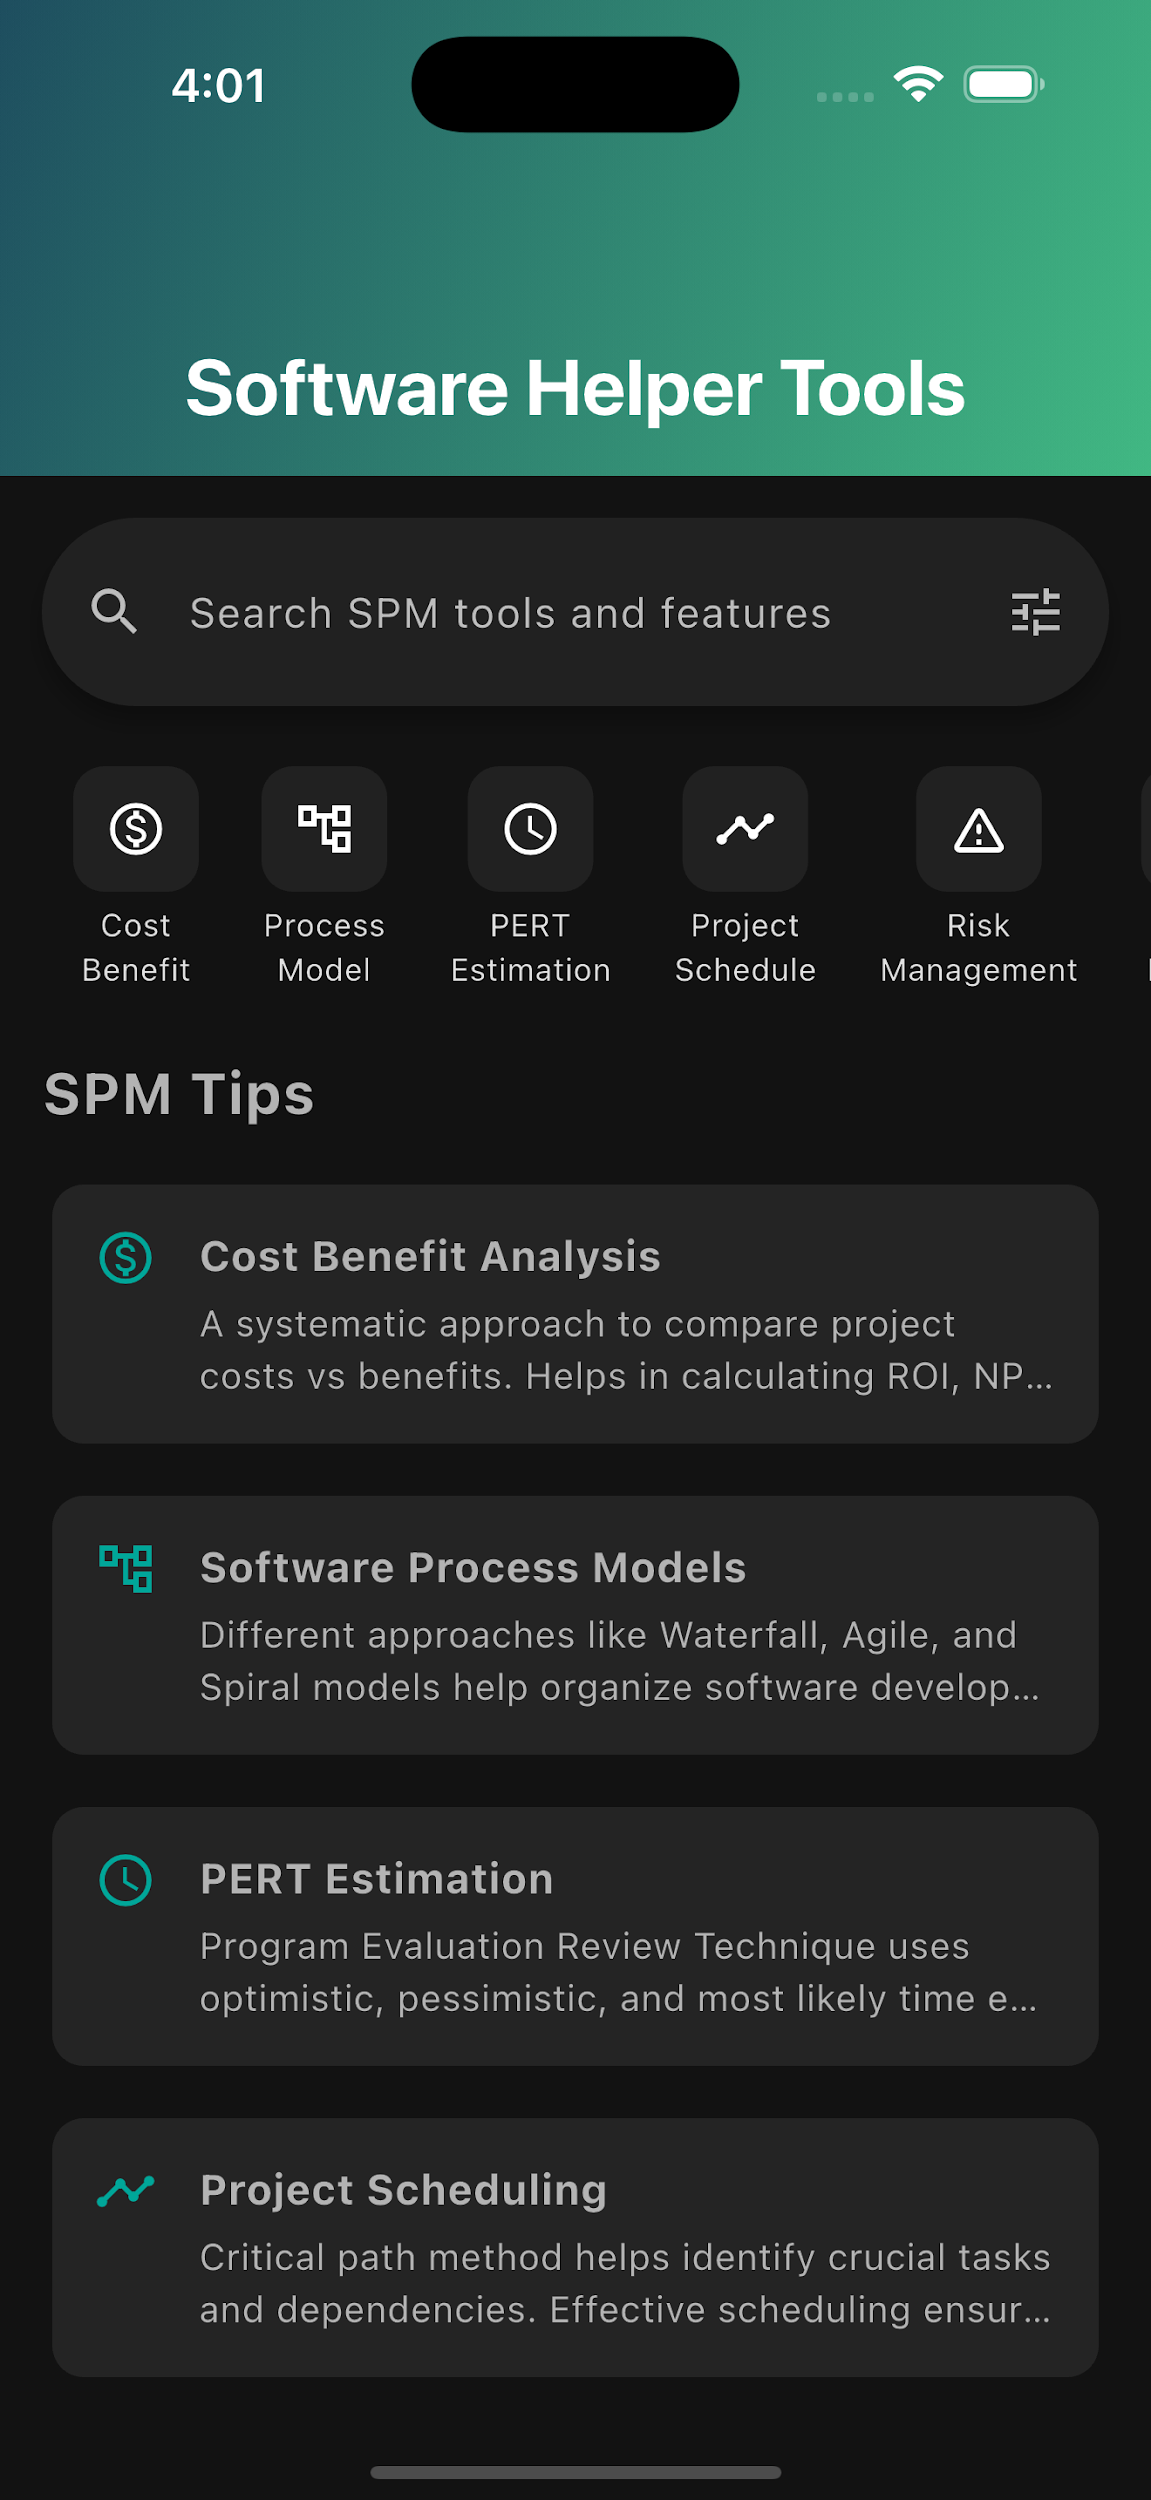 4:01
Software Helper Tools
Search SPM tools and features
Cost
Benefit
Process
Model
PERT
Estimation
Project
Schedule
Risk
Management
SPM Tips
Cost Benefit Analysis
A systematic approach to compare project
costs vs benefits. Helps in calculating ROI, NP...
Software Process Models
Different approaches like Waterfall, Agile, and
Spiral models help organize software develop...
PERT Estimation
Program Evaluation Review Technique uses
optimistic, pessimistic, and most likely time e...
Project Scheduling
Critical path method helps identify crucial tasks
and dependencies. Effective scheduling ensur...